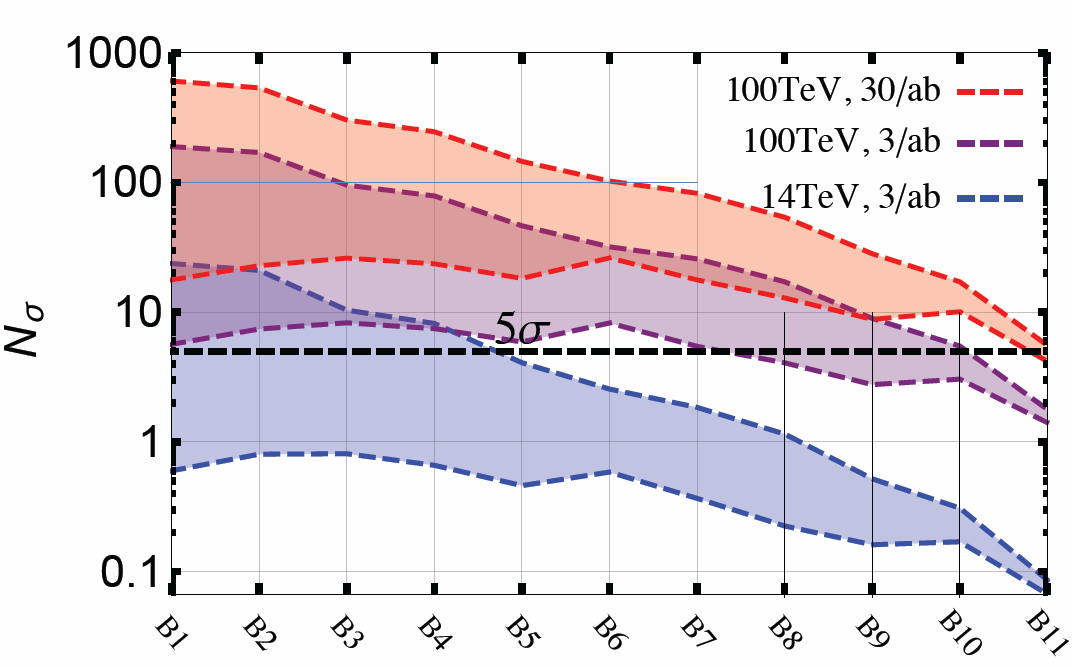 1000
100
10
1
0.1
Nσ
100TeV, 30/ab
100TeV, 3/ab
14TeV, 3/ab
5σ
B1
B2
B3
B4
B5
B6
B7
B8
B9
B10
B11